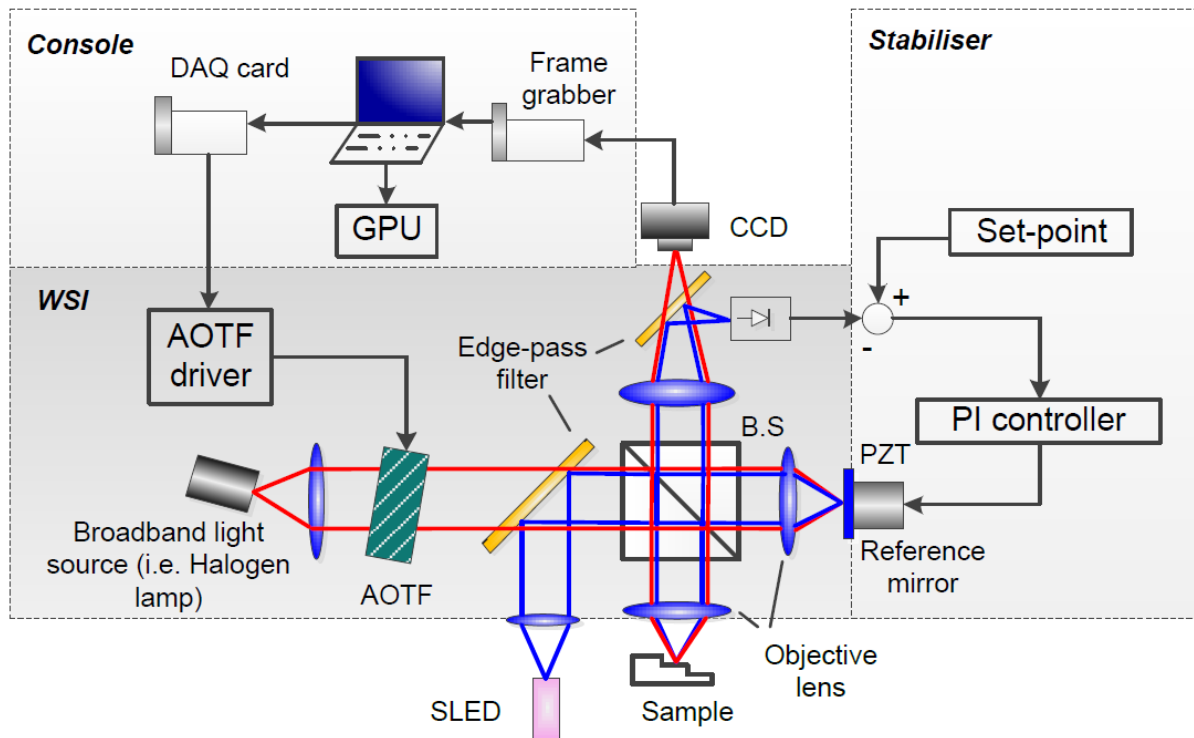 Console
DAQ card
Frame
grabber
GPU
CCD
Stabiliser
Set-point
+
-
PI controller
PZT
Reference
mirror
WSI
AOTF
driver
Edge-pass
filter
B.S
Broadband light
source (i.e. Halogen
lamp)
AOTF
SLED
Sample
Objective
lens